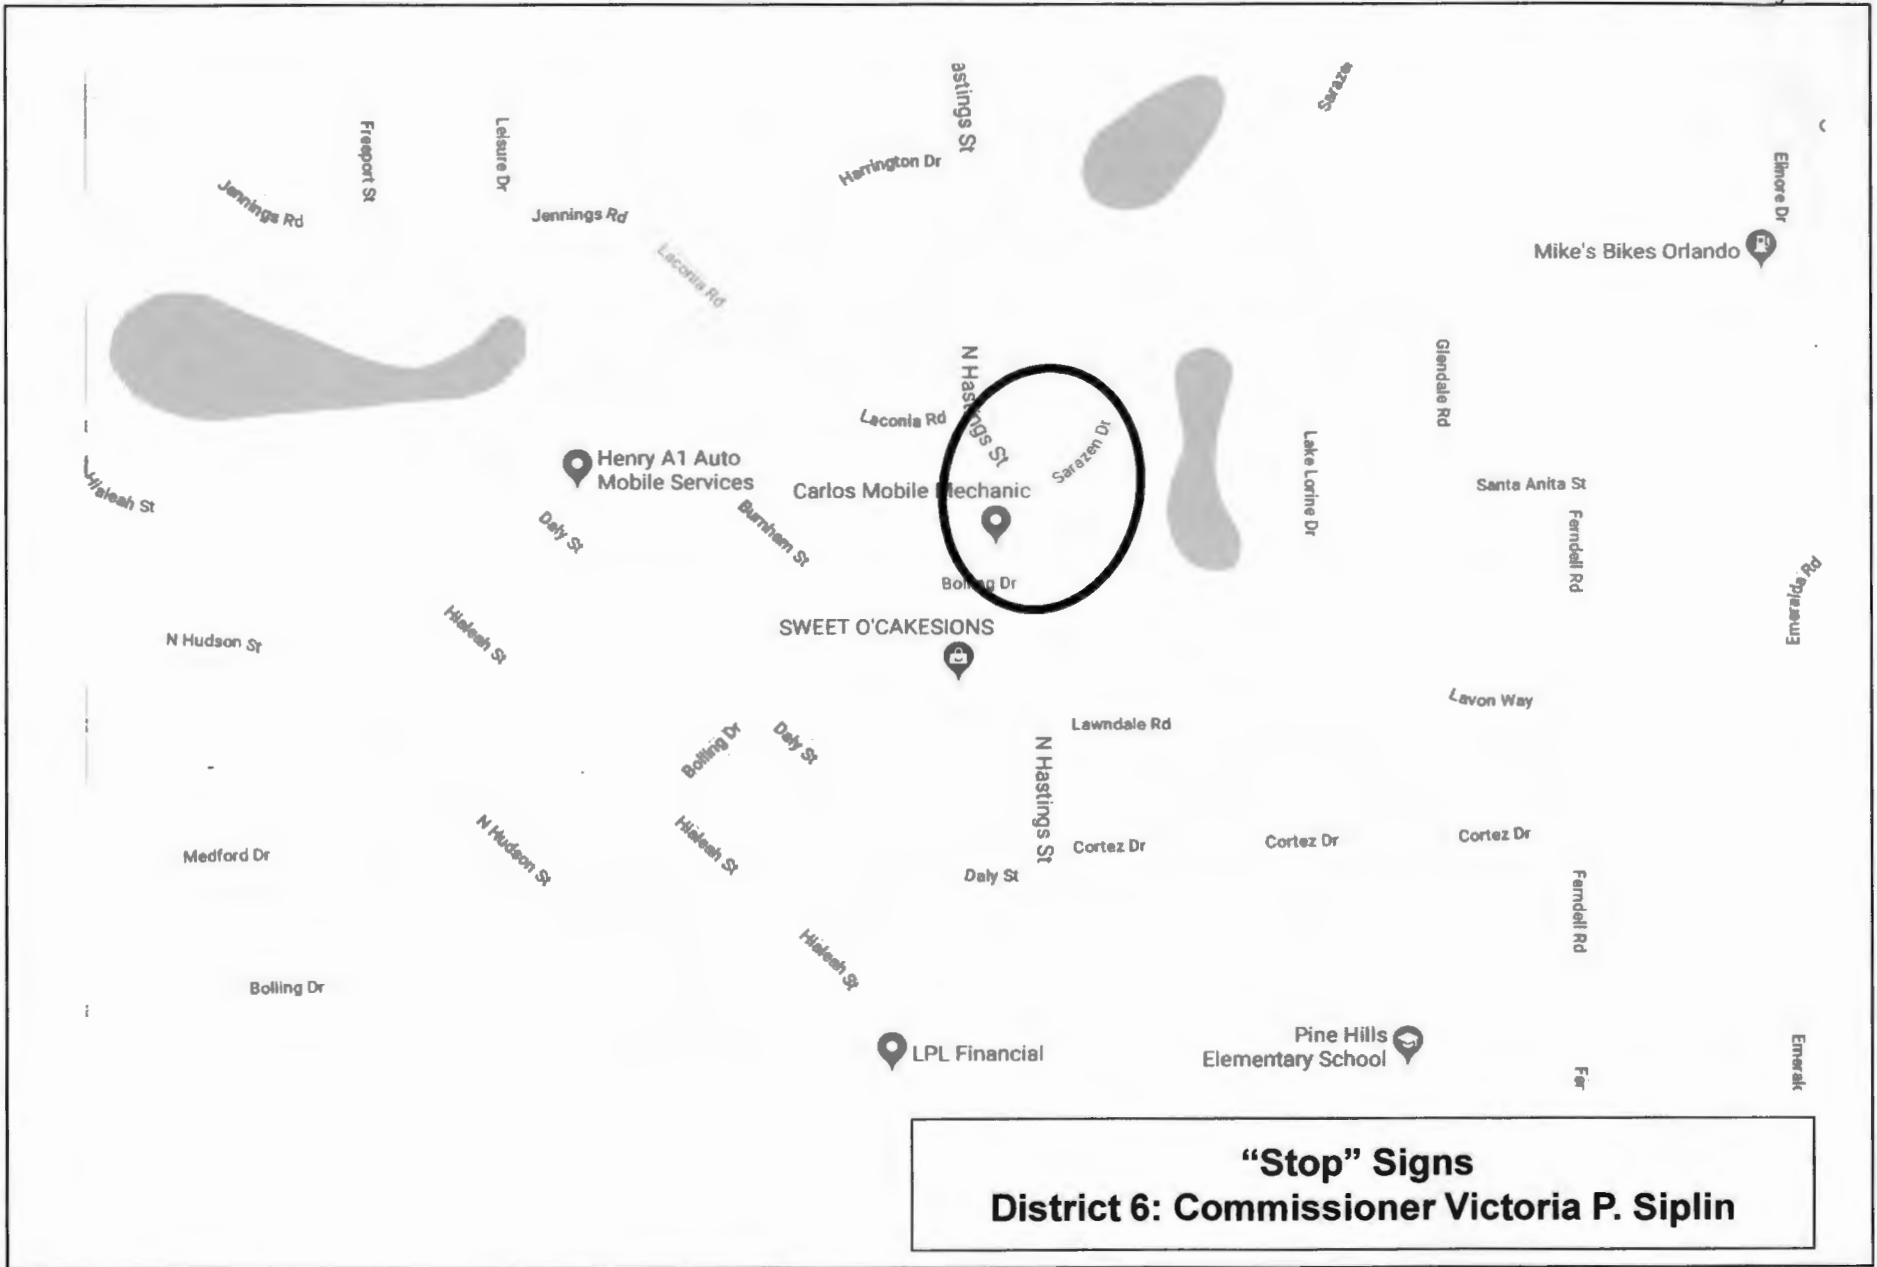 astings St
Saraze
Freeport St
Leisure Dr
Harrington Dr
Elmore Dr
Jennings Rd
Jennings Rd
Laconia Rd
Mike's Bikes Orlando
N Hastings St
Glendale Rd
Laconia Rd
Sarazen Dr
Lake Lorine Dr
Henry A1 Auto
Mobile Services
Carlos Mobile Mechanic
Santa Anita St
Hialeah St
Daly St
Burnham St
Ferndell Rd
Bolling Dr
Emeralda Rd
SWEET O'CAKESIONS
N Hudson St
Hialeah St
Lavon Way
Lawndale Rd
Bolling Dr
Daly St
N Hastings St
Cortez Dr
Cortez Dr
Cortez Dr
Medford Dr
N Hudson St
Hialeah St
Daly St
Ferndell Rd
Hialeah St
Bolling Dr
LPL Financial
Pine Hills
Elementary School
Fer
Emerak
“Stop” Signs
District 6: Commissioner Victoria P. Siplin